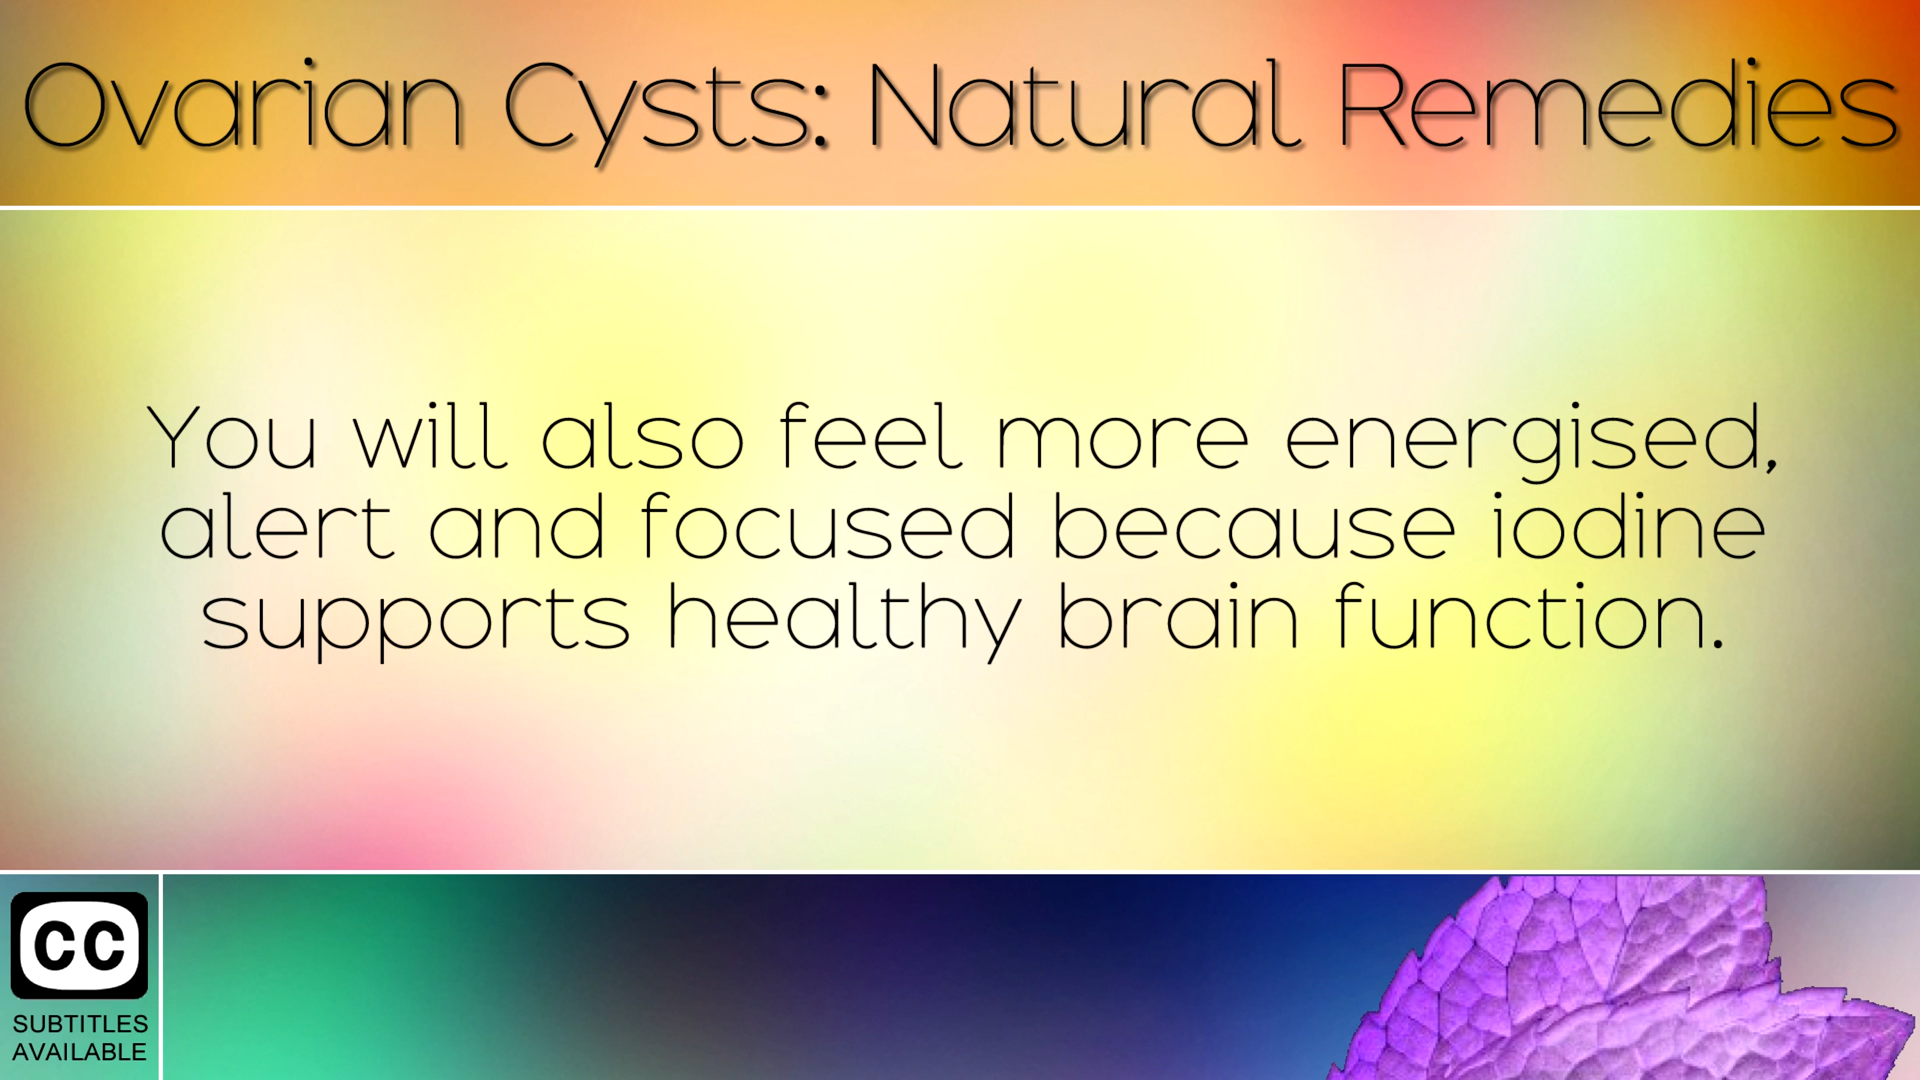 Ovarian Cysts: Natural Remedies
You will also feel more energised,
alert and focused because iodine
supports healthy brain function.
CC
SUBTITLES
AVAILABLE